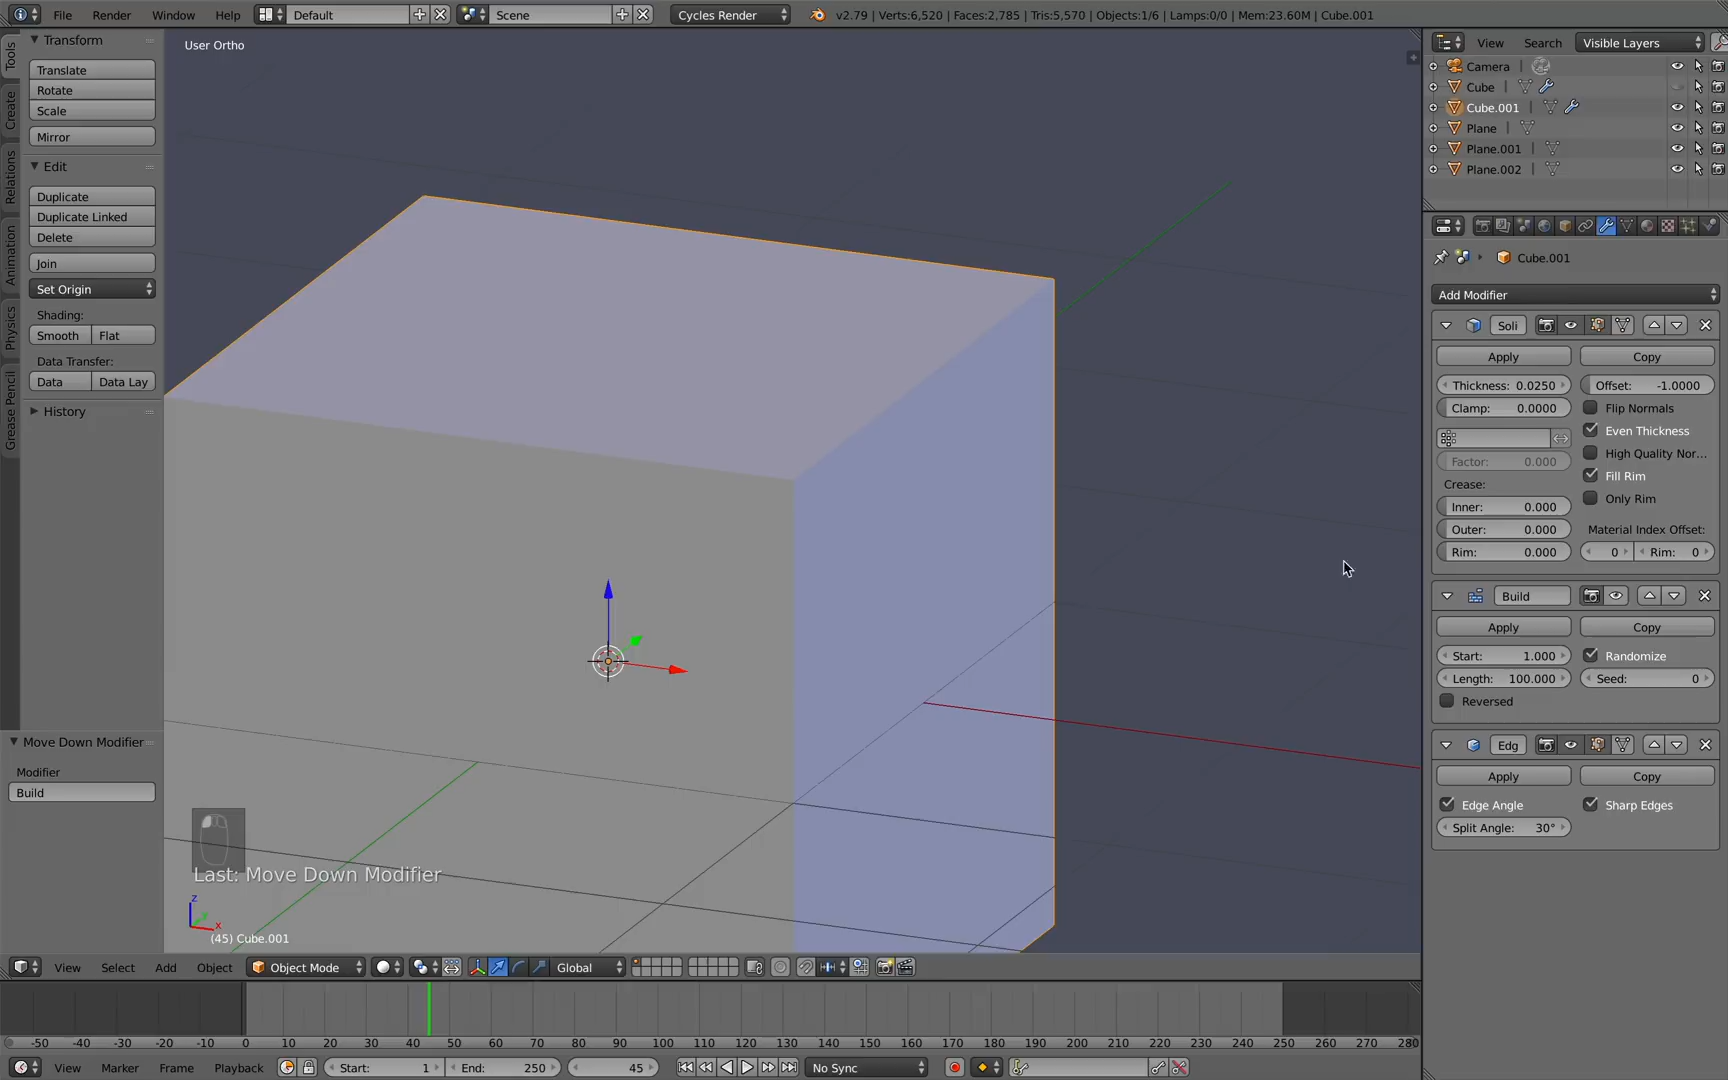 File Render Window Help Default Scene Cycles Render v2.79 | Verts:6,520 | Faces:2,785 | Tris:5,570 | Objects:1/6 | Lamps:0/0 | Mem:23.60M | Cube.001
Tools
Create
Relations
Animation
Physics
Grease Pencil
Transform
Translate
Rotate
Scale
Mirror
Edit
Duplicate
Duplicate Linked
Delete
Join
Set Origin
Shading:
Smooth Flat
Data Transfer:
Data Data Lay
History
Move Down Modifier
Modifier
Build
User Ortho
Last: Move Down Modifier
z
y
x
(45) Cube.001
View Select Add Object Object Mode Global
-50 -40 -30 -20 -10 0 10 20 30 40 50 60 70 80 90 100 110 120 130 140 150 160 170 180 190 200 210 220 230 240 250 260 270 280
View Marker Frame Playback Start: 1 End: 250 45 No Sync
View Search Visible Layers
Camera
Cube
Cube.001
Plane
Plane.001
Plane.002
Cube.001
Add Modifier
Soli
Apply Copy
Thickness: 0.0250 Offset: -1.0000
Clamp: 0.0000 Flip Normals
Even Thickness
High Quality Nor...
Factor: 0.000 Fill Rim
Crease:
Only Rim
Inner: 0.000
Outer: 0.000 Material Index Offset:
Rim: 0.000 0 Rim: 0
Build
Apply Copy
Start: 1.000 Randomize
Length: 100.000 Seed: 0
Reversed
Edg
Apply Copy
Edge Angle Sharp Edges
Split Angle: 30°